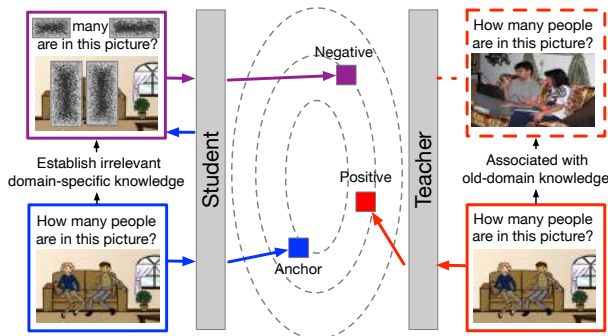 many
are in this picture?
Establish irrelevant
domain-specific knowledge
How many people
are in this picture?
Student
Negative
Positive
Anchor
Teacher
How many people
are in this picture?
Associated with
old-domain knowledge
How many people
are in this picture?